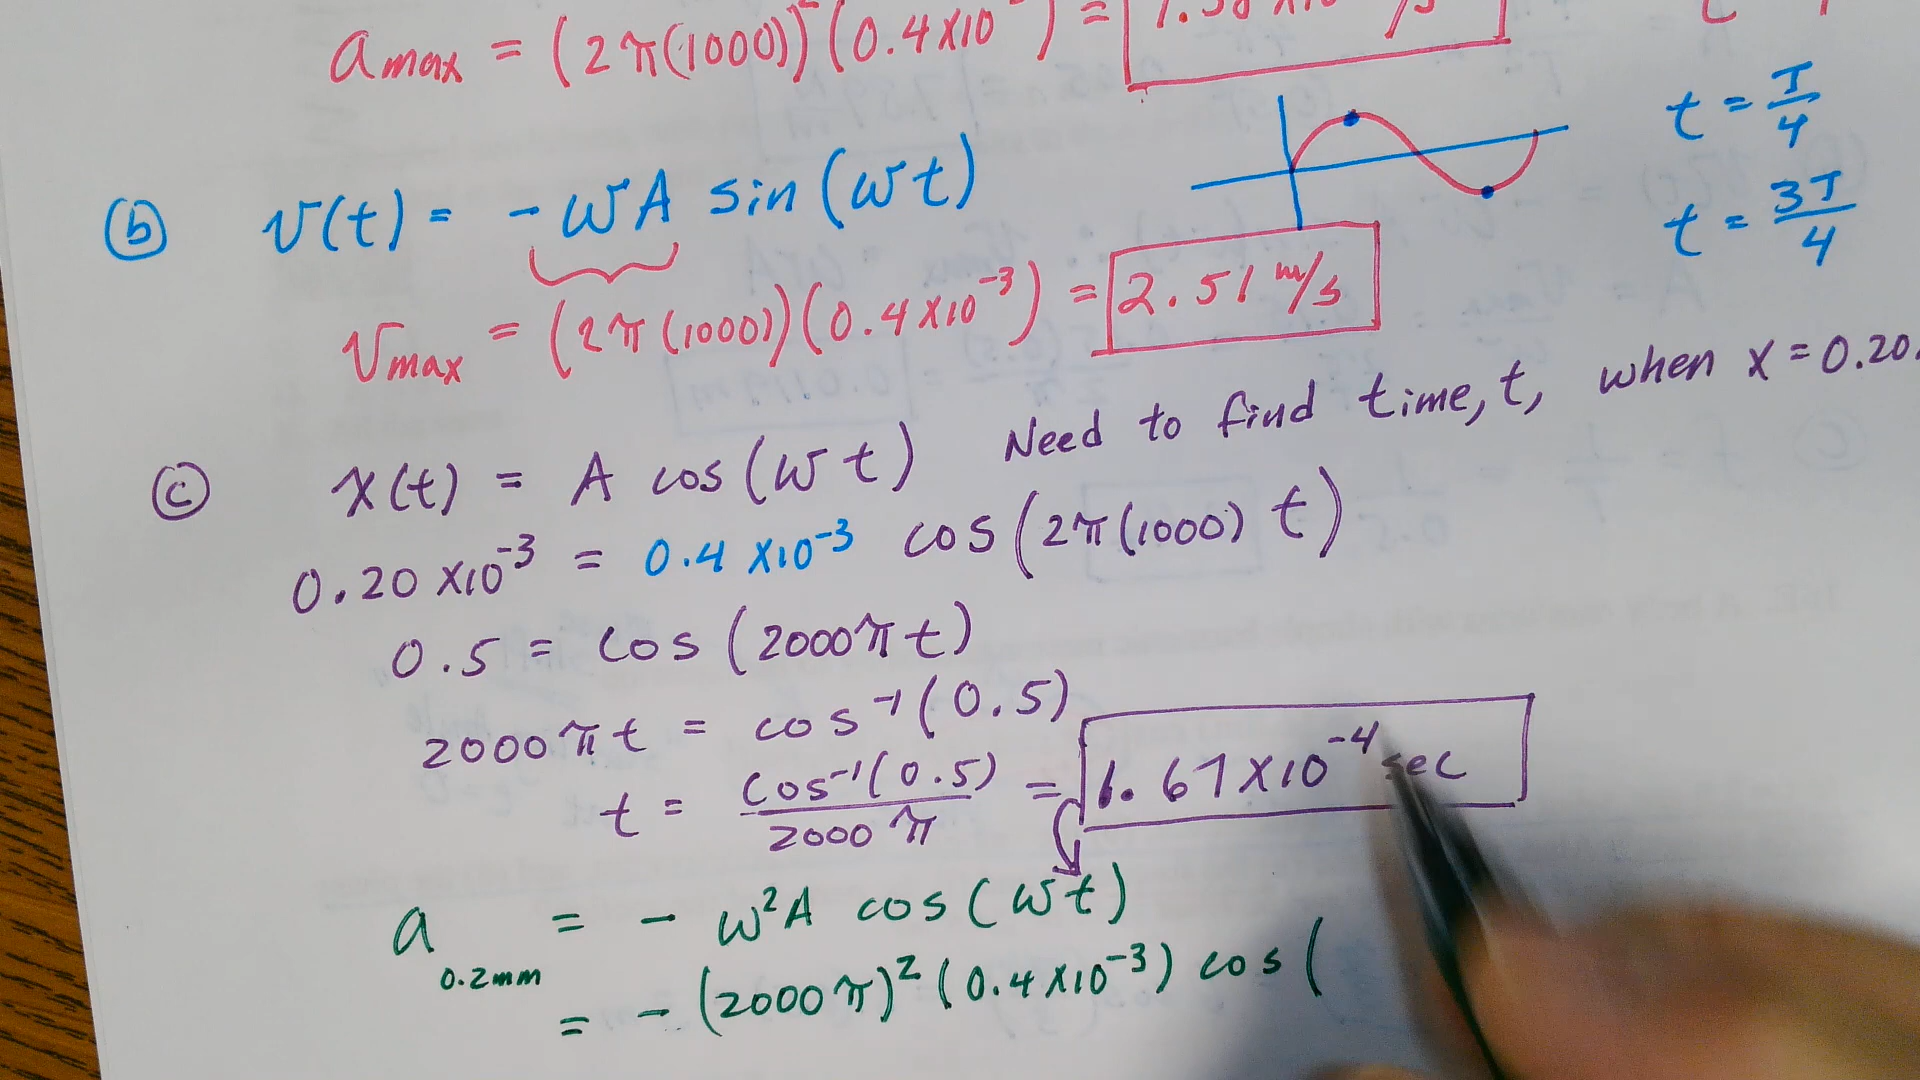 a max = (2π(1000))² (0.4x10 ) =
t = T/4
(b) v(t) = - ωA sin (ωt)
t = 3T/4
v max = (2π(1000))(0.4x10⁻³) = 2.51 m/s
(c) x(t) = A cos(ωt) Need to find time, t, when x = 0.20
0.20 x10⁻³ = 0.4 x10⁻³ cos(2π(1000) t)
0.5 = cos (2000πt)
2000πt = cos⁻¹(0.5)
t = cos⁻¹(0.5)/2000π = 1.67x10⁻⁴ sec
a 0.2mm = - ω²A cos(ωt)
= - (2000π)² (0.4x10⁻³) cos (